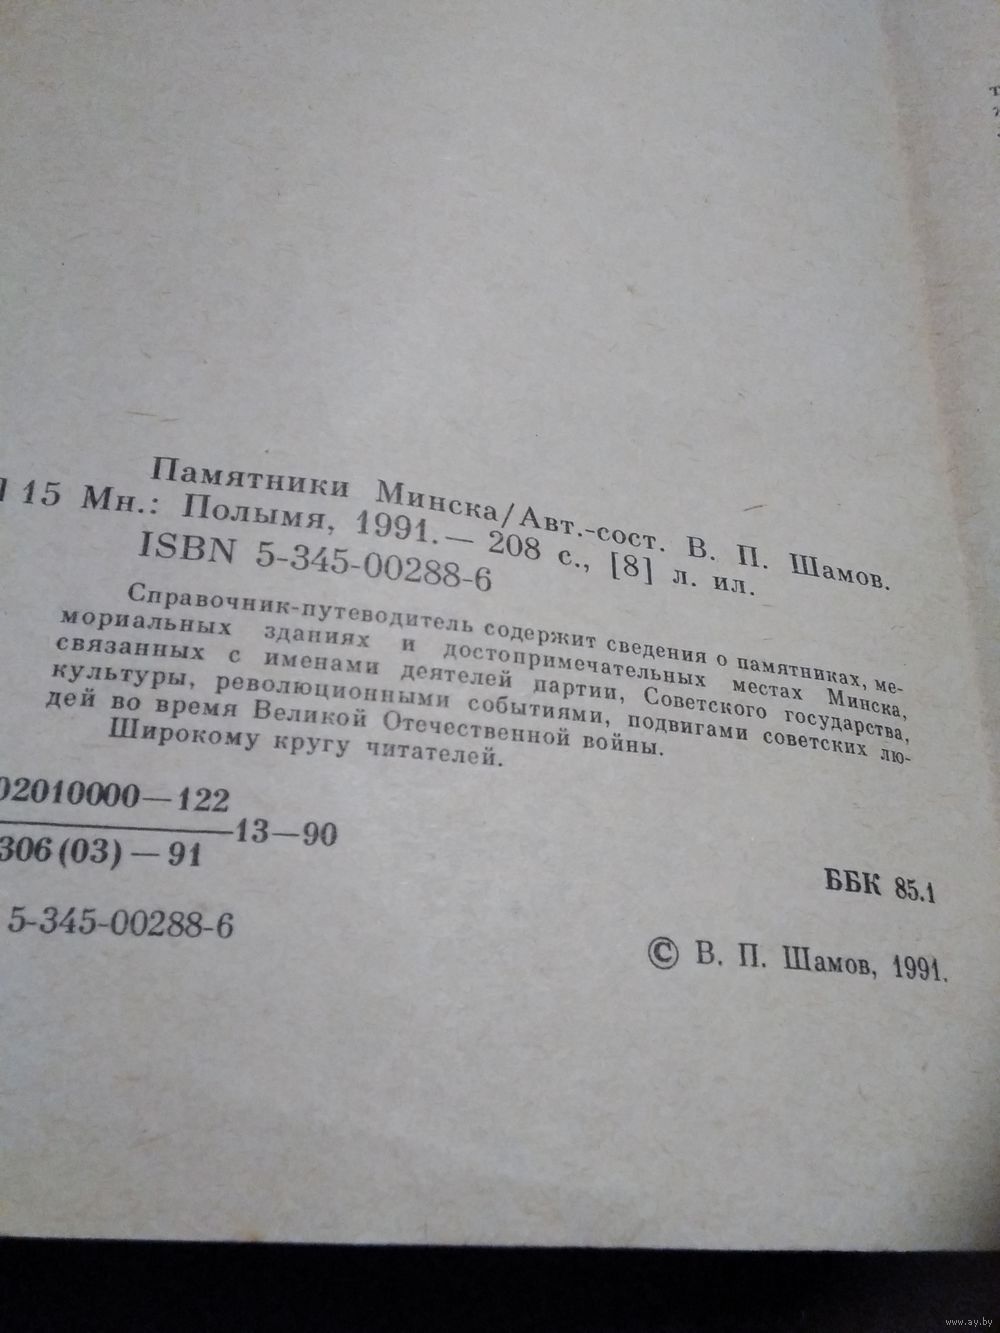 Памятники Минска/Авт.-сост. В. П. Шамов.
15 Мн.: Полымя, 1991.— 208 с., [8] л. ил.
ISBN 5-345-00288-6
Справочник-путеводитель содержит сведения о памятниках, ме-
мориальных зданиях и достопримечательных местах Минска,
связанных с именами деятелей партии, Советского государства,
культуры, революционными событиями, подвигами советских лю-
дей во время Великой Отечественной войны.
Широкому кругу читателей.
02010000—122
13—90
306(03)—91
ББК 85.1
5-345-00288-6
© В. П. Шамов, 1991.
www.ay.by